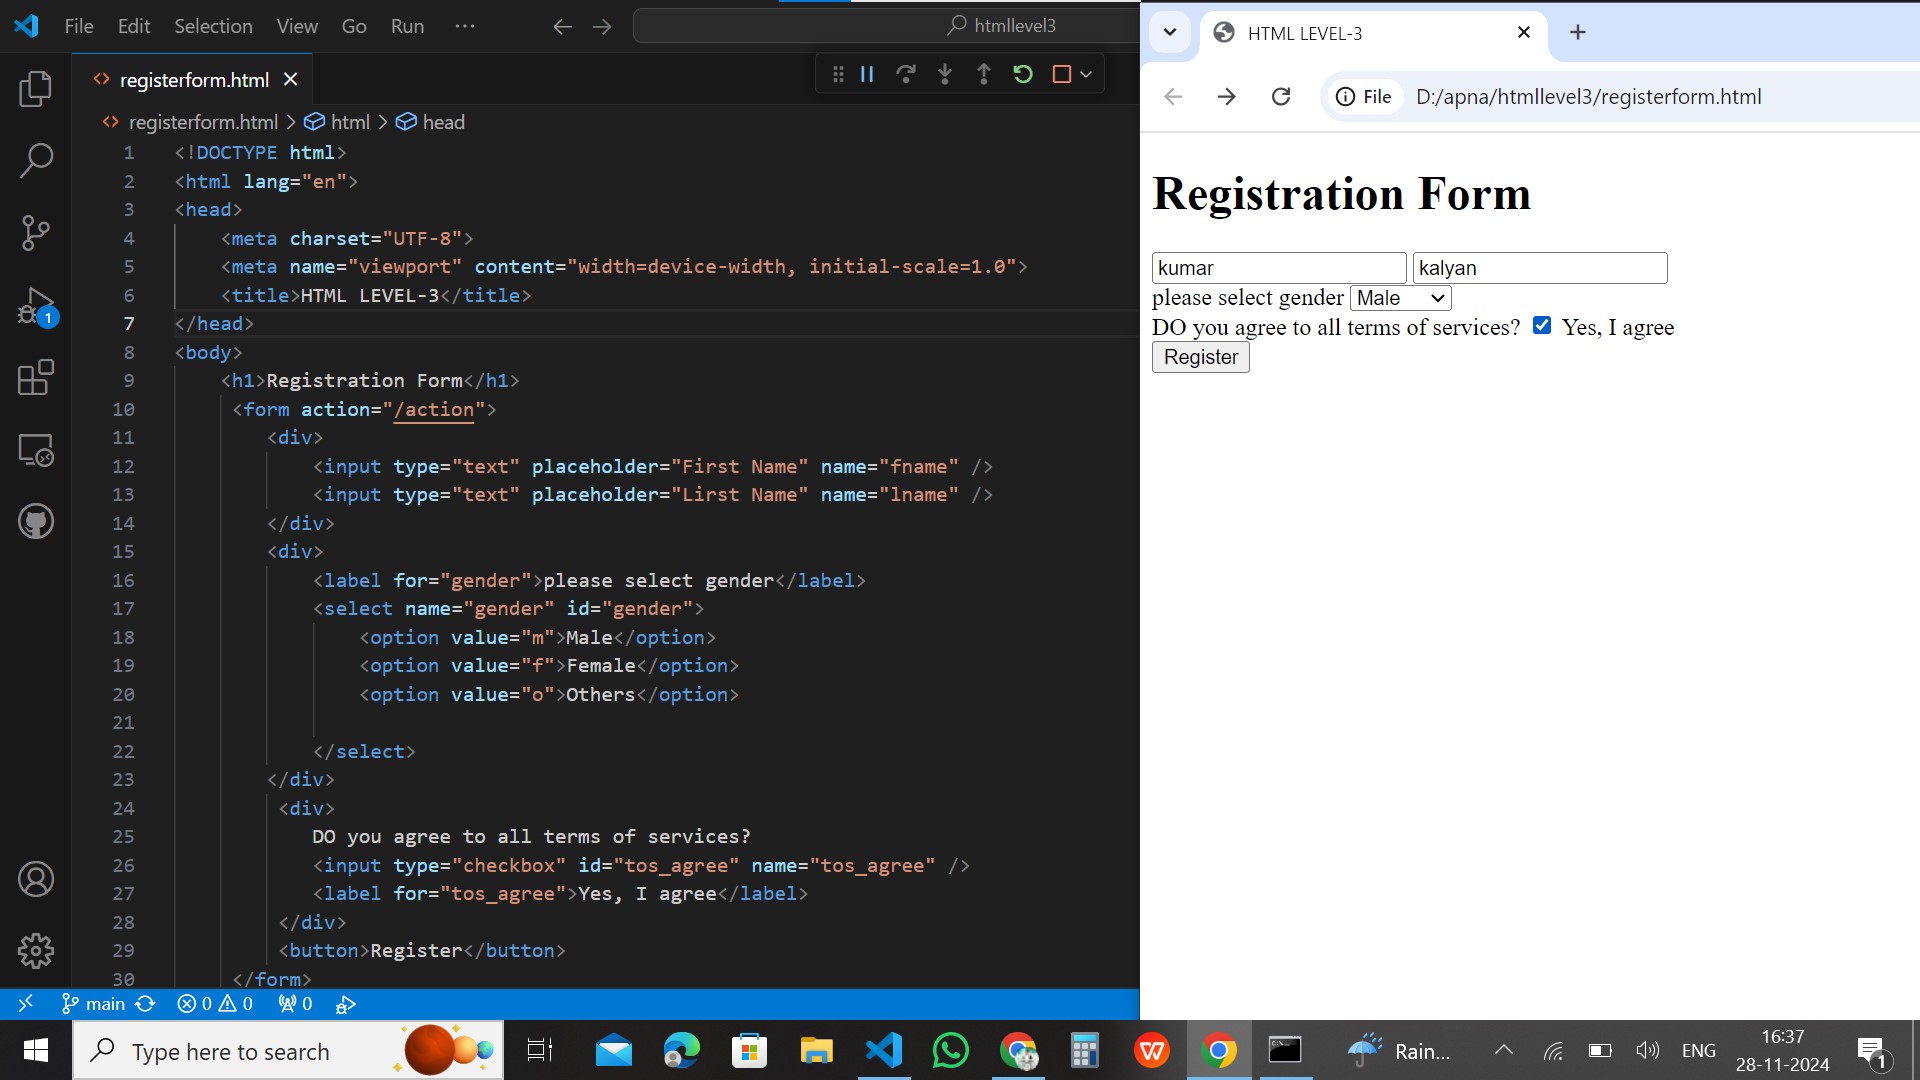 File Edit Selection View Go Run ···
htmllevel3
registerform.html
registerform.html > html > head
1 <!DOCTYPE html>
2 <html lang="en">
3 <head>
4 <meta charset="UTF-8">
5 <meta name="viewport" content="width=device-width, initial-scale=1.0">
6 <title>HTML LEVEL-3</title>
7 </head>
8 <body>
9 <h1>Registration Form</h1>
10 <form action="/action">
11 <div>
12 <input type="text" placeholder="First Name" name="fname" />
13 <input type="text" placeholder="Lirst Name" name="lname" />
14 </div>
15 <div>
16 <label for="gender">please select gender</label>
17 <select name="gender" id="gender">
18 <option value="m">Male</option>
19 <option value="f">Female</option>
20 <option value="o">Others</option>
21
22 </select>
23 </div>
24 <div>
25 DO you agree to all terms of services?
26 <input type="checkbox" id="tos_agree" name="tos_agree" />
27 <label for="tos_agree">Yes, I agree</label>
28 </div>
29 <button>Register</button>
30 </form>
1
main 0 0 0
HTML LEVEL-3
File D:/apna/htmllevel3/registerform.html
Registration Form
kumar kalyan
please select gender Male
DO you agree to all terms of services? Yes, I agree
Register
Type here to search
Rain...
ENG
16:37
28-11-2024
1